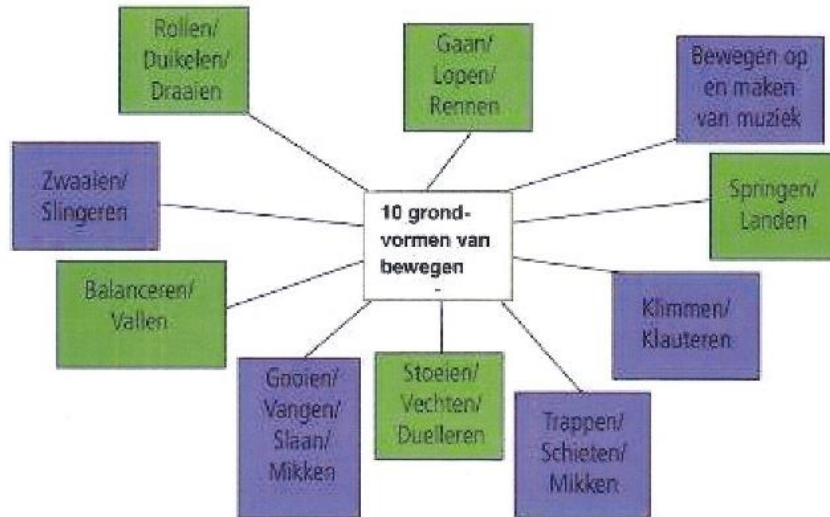 Rollen/
Duikelen/
Draaien
Gaan/
Lopen/
Rennen
Bewegen op
en maken
van muziek
Zwaaien/
Slingeren
10 grond-
vormen van
bewegen
Springen/
Landen
Balanceren/
Vallen
Klimmen/
Klauteren
Gooien/
Vangen/
Slaan/
Mikken
Stoeien/
Vechten/
Duelleren
Trappen/
Schieten/
Mikken